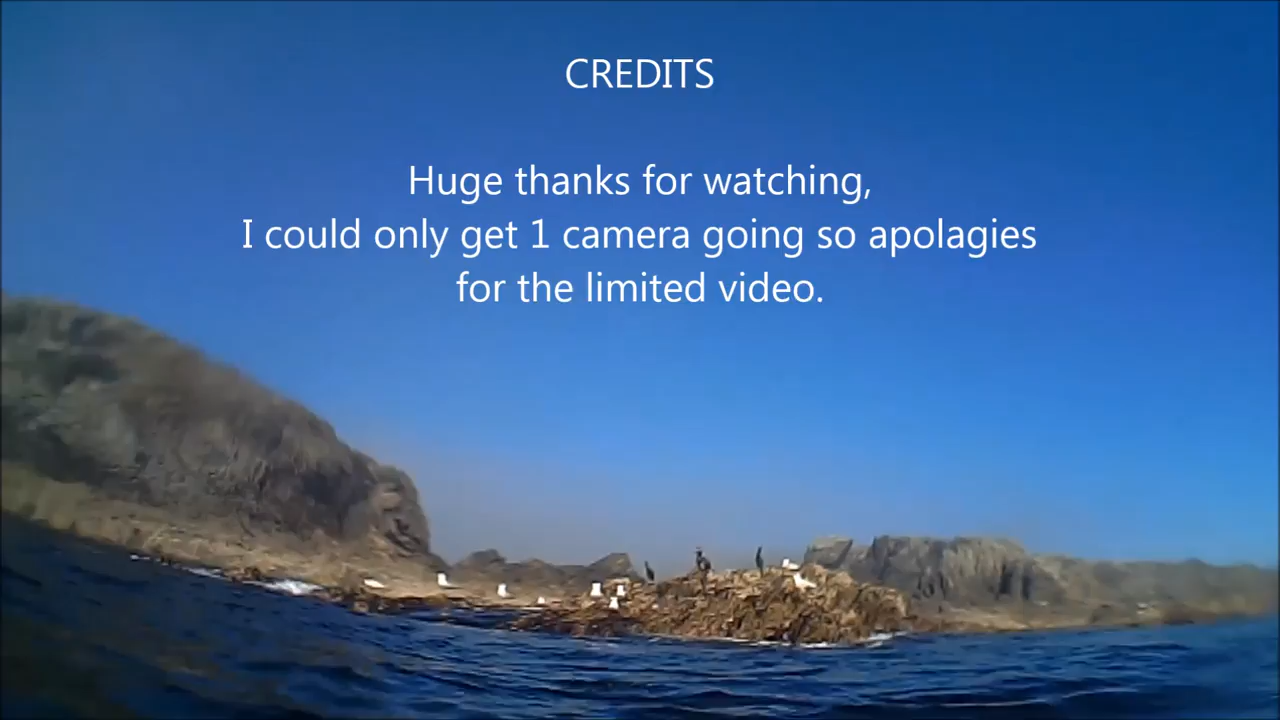 CREDITS
Huge thanks for watching,
I could only get 1 camera going so apolagies
for the limited video.